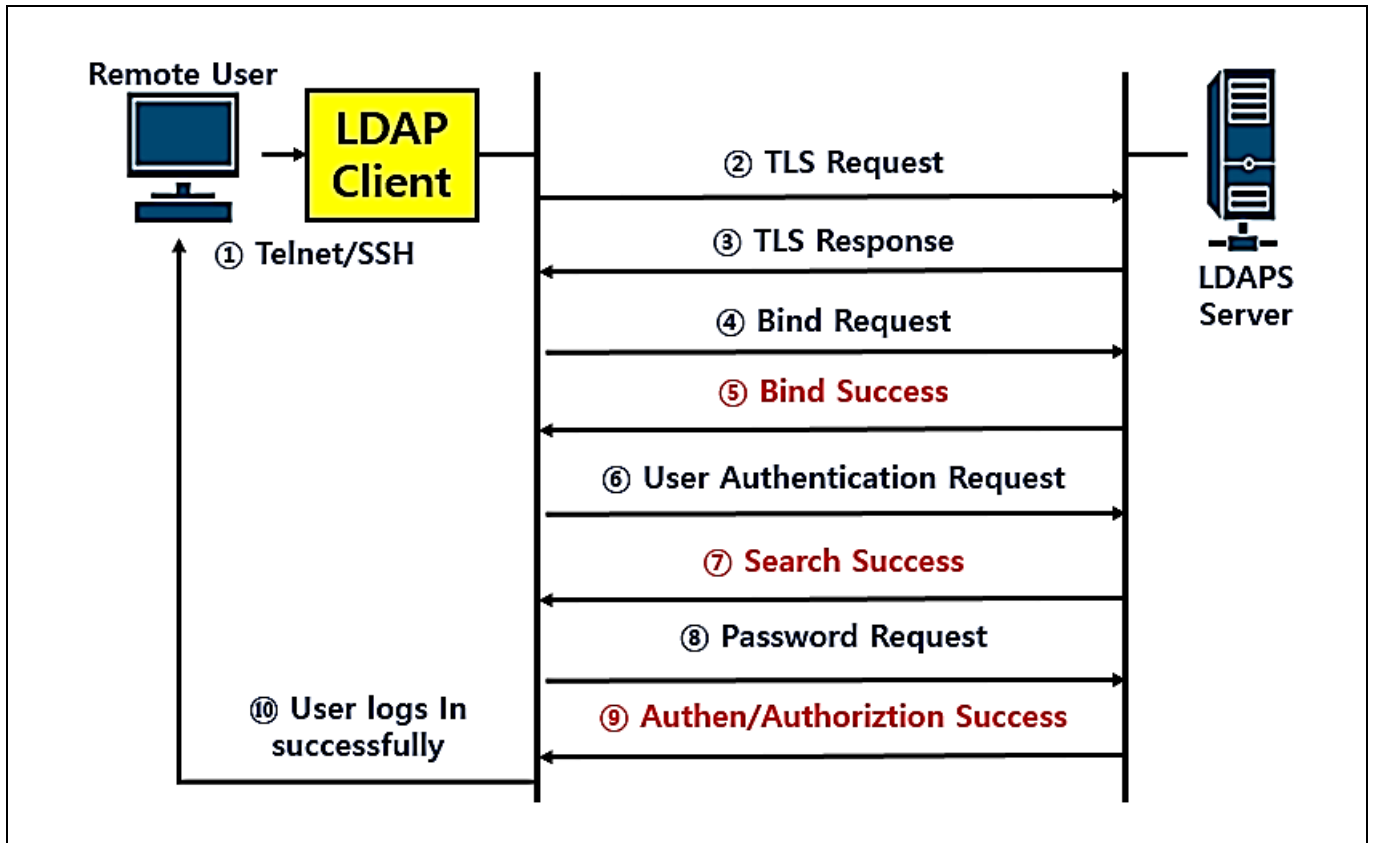 Remote User
LDAP
Client
① Telnet/SSH
② TLS Request
③ TLS Response
LDAPS
Server
④ Bind Request
⑤ Bind Success
⑥ User Authentication Request
⑦ Search Success
⑧ Password Request
⑨ Authen/Authoriztion Success
⑩ User logs In
successfully